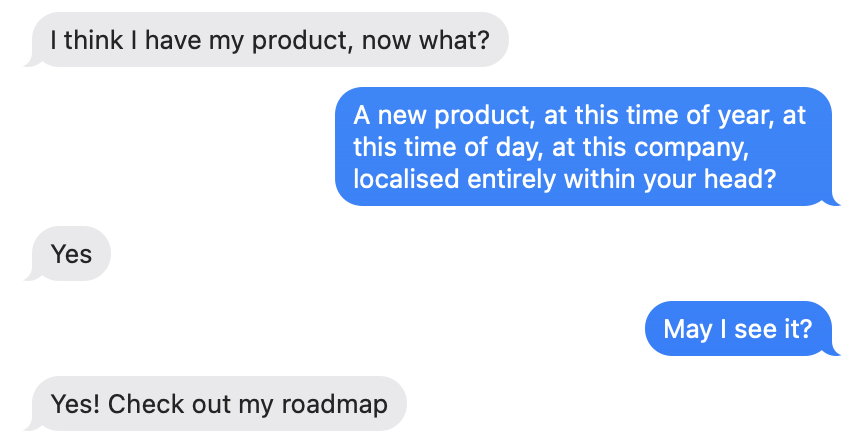 I think I have my product, now what?
A new product, at this time of year, at
this time of day, at this company,
localised entirely within your head?
Yes
May I see it?
Yes! Check out my roadmap